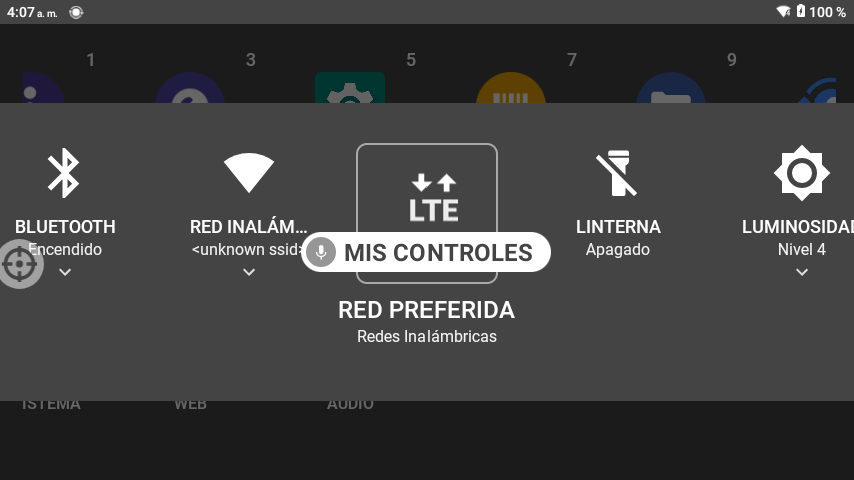 4:07 a. m.
100 %
1
3
5
7
9
BLUETOOTH
Encendido
RED INALÁM...
<unknown ssid>
LTE
LINTERNA
Apagado
LUMINOSIDAD
Nivel 4
MIS CONTROLES
RED PREFERIDA
Redes Inalámbricas
ISTEMA
WEB
AUDIO